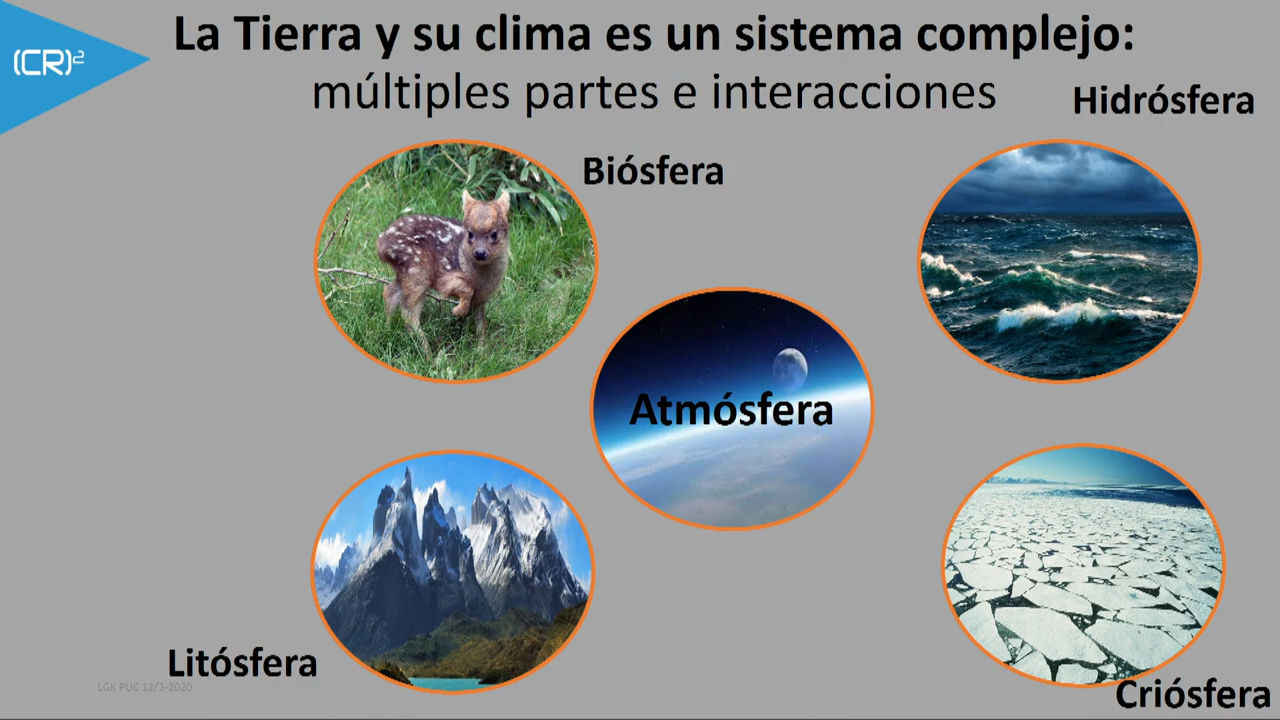 (CR)²
La Tierra y su clima es un sistema complejo:
múltiples partes e interacciones
Hidrósfera
Biósfera
Atmósfera
Litósfera
LGK PUC 12/3-2020
Criósfera